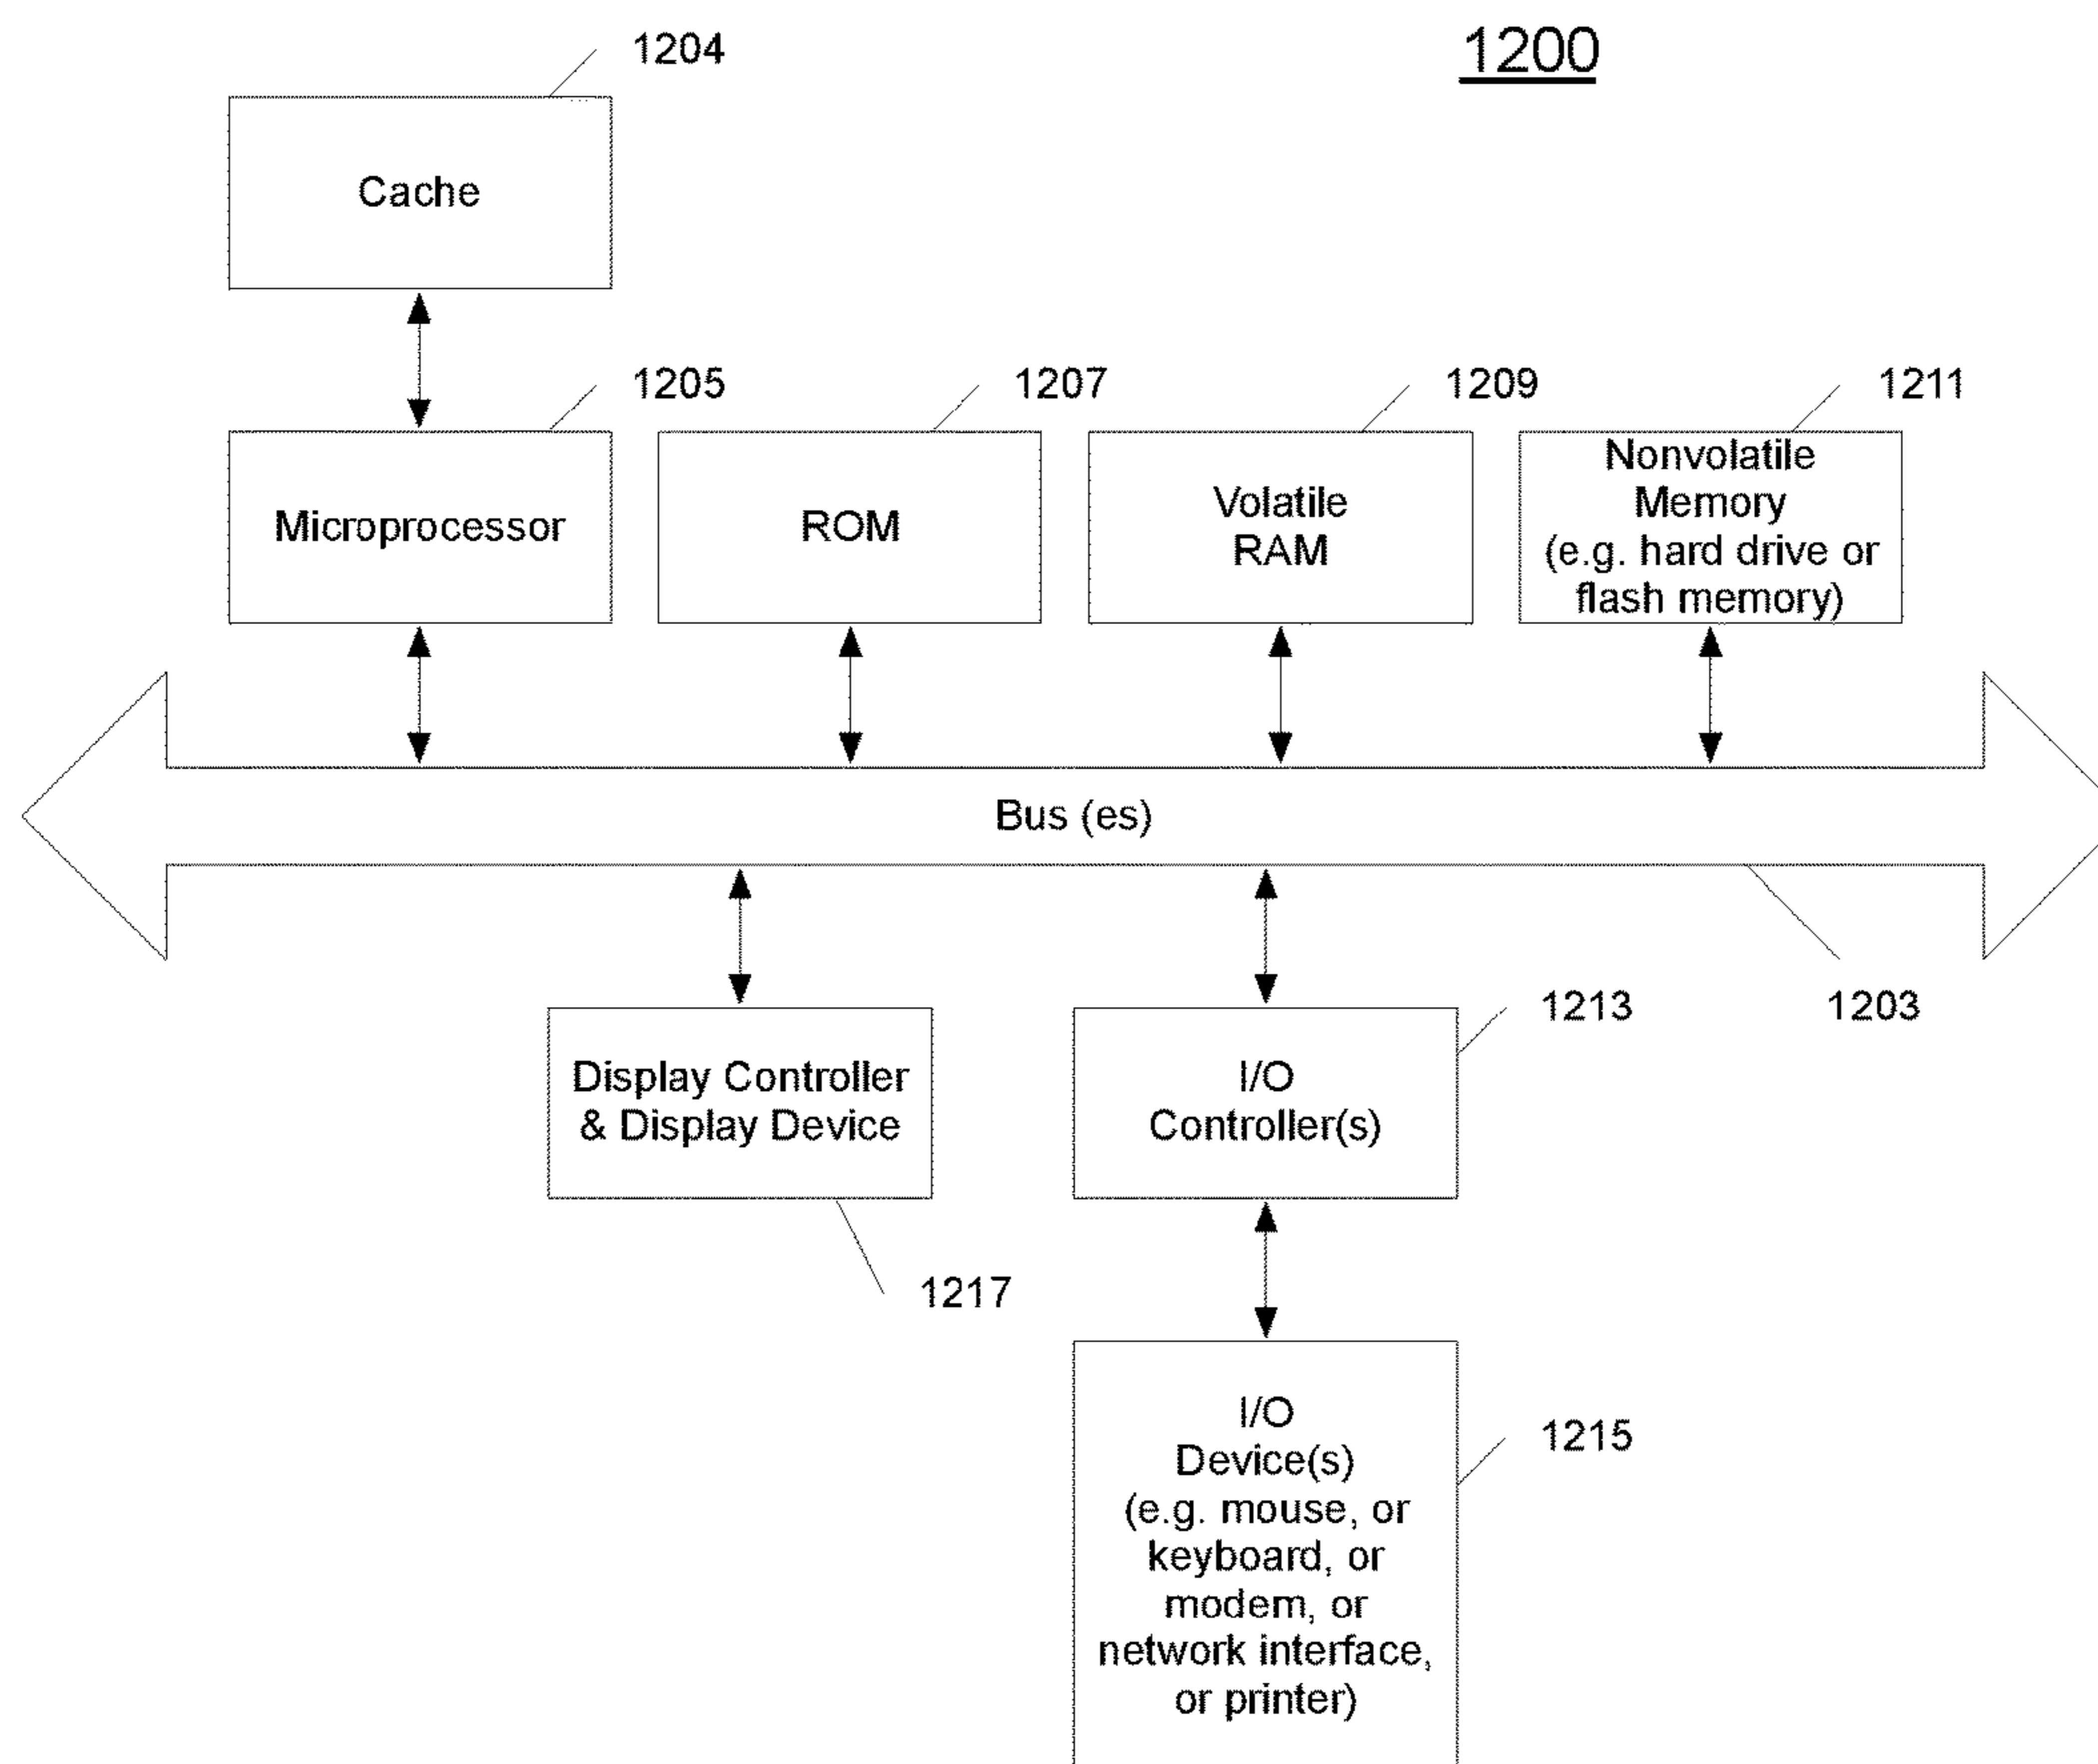 1200
1204
Cache
1205
1207
1209
1211
Microprocessor
ROM
Volatile
RAM
Nonvolatile
Memory
(e.g. hard drive or
flash memory)
Bus (es)
1203
Display Controller
& Display Device
1217
I/O
Controller(s)
1213
I/O
Device(s)
(e.g. mouse, or
keyboard, or
modem, or
network interface,
or printer)
1215